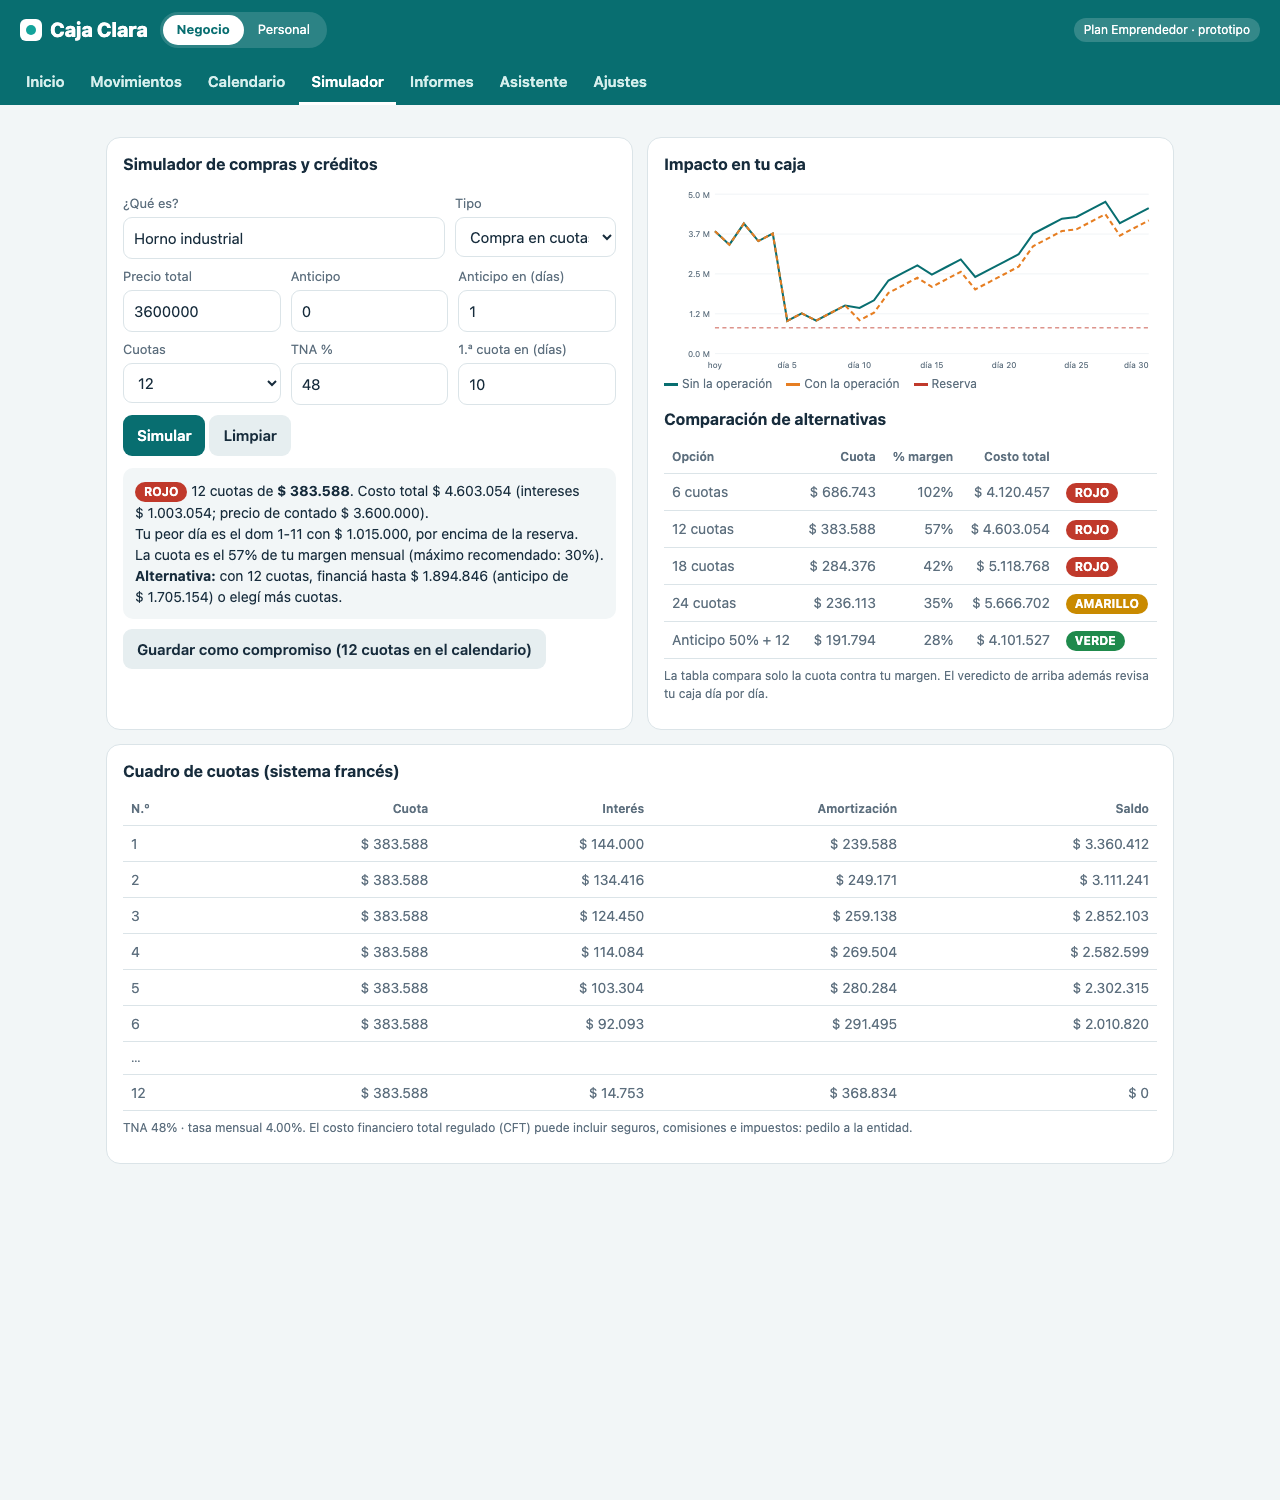 Caja Clara
Negocio
Personal
Plan Emprendedor · prototipo
Inicio
Movimientos
Calendario
Simulador
Informes
Asistente
Ajustes
Simulador de compras y créditos
¿Qué es?
Tipo
Horno industrial
Compra en cuota
Precio total
Anticipo
Anticipo en (días)
3600000
0
1
Cuotas
TNA %
1.ª cuota en (días)
12
48
10
Simular
Limpiar
ROJO 12 cuotas de $ 383.588. Costo total $ 4.603.054 (intereses
$ 1.003.054; precio de contado $ 3.600.000).
Tu peor día es el dom 1-11 con $ 1.015.000, por encima de la reserva.
La cuota es el 57% de tu margen mensual (máximo recomendado: 30%).
Alternativa: con 12 cuotas, financiá hasta $ 1.894.846 (anticipo de
$ 1.705.154) o elegí más cuotas.
Guardar como compromiso (12 cuotas en el calendario)
Impacto en tu caja
5.0 M
3.7 M
2.5 M
1.2 M
0.0 M
hoy
día 5
día 10
día 15
día 20
día 25
día 30
Sin la operación
Con la operación
Reserva
Comparación de alternativas
Opción Cuota % margen Costo total
6 cuotas $ 686.743 102% $ 4.120.457 ROJO
12 cuotas $ 383.588 57% $ 4.603.054 ROJO
18 cuotas $ 284.376 42% $ 5.118.768 ROJO
24 cuotas $ 236.113 35% $ 5.666.702 AMARILLO
Anticipo 50% + 12 $ 191.794 28% $ 4.101.527 VERDE
La tabla compara solo la cuota contra tu margen. El veredicto de arriba además revisa
tu caja día por día.
Cuadro de cuotas (sistema francés)
N.º Cuota Interés Amortización Saldo
1 $ 383.588 $ 144.000 $ 239.588 $ 3.360.412
2 $ 383.588 $ 134.416 $ 249.171 $ 3.111.241
3 $ 383.588 $ 124.450 $ 259.138 $ 2.852.103
4 $ 383.588 $ 114.084 $ 269.504 $ 2.582.599
5 $ 383.588 $ 103.304 $ 280.284 $ 2.302.315
6 $ 383.588 $ 92.093 $ 291.495 $ 2.010.820
...
12 $ 383.588 $ 14.753 $ 368.834 $ 0
TNA 48% · tasa mensual 4.00%. El costo financiero total regulado (CFT) puede incluir seguros, comisiones e impuestos: pedilo a la entidad.